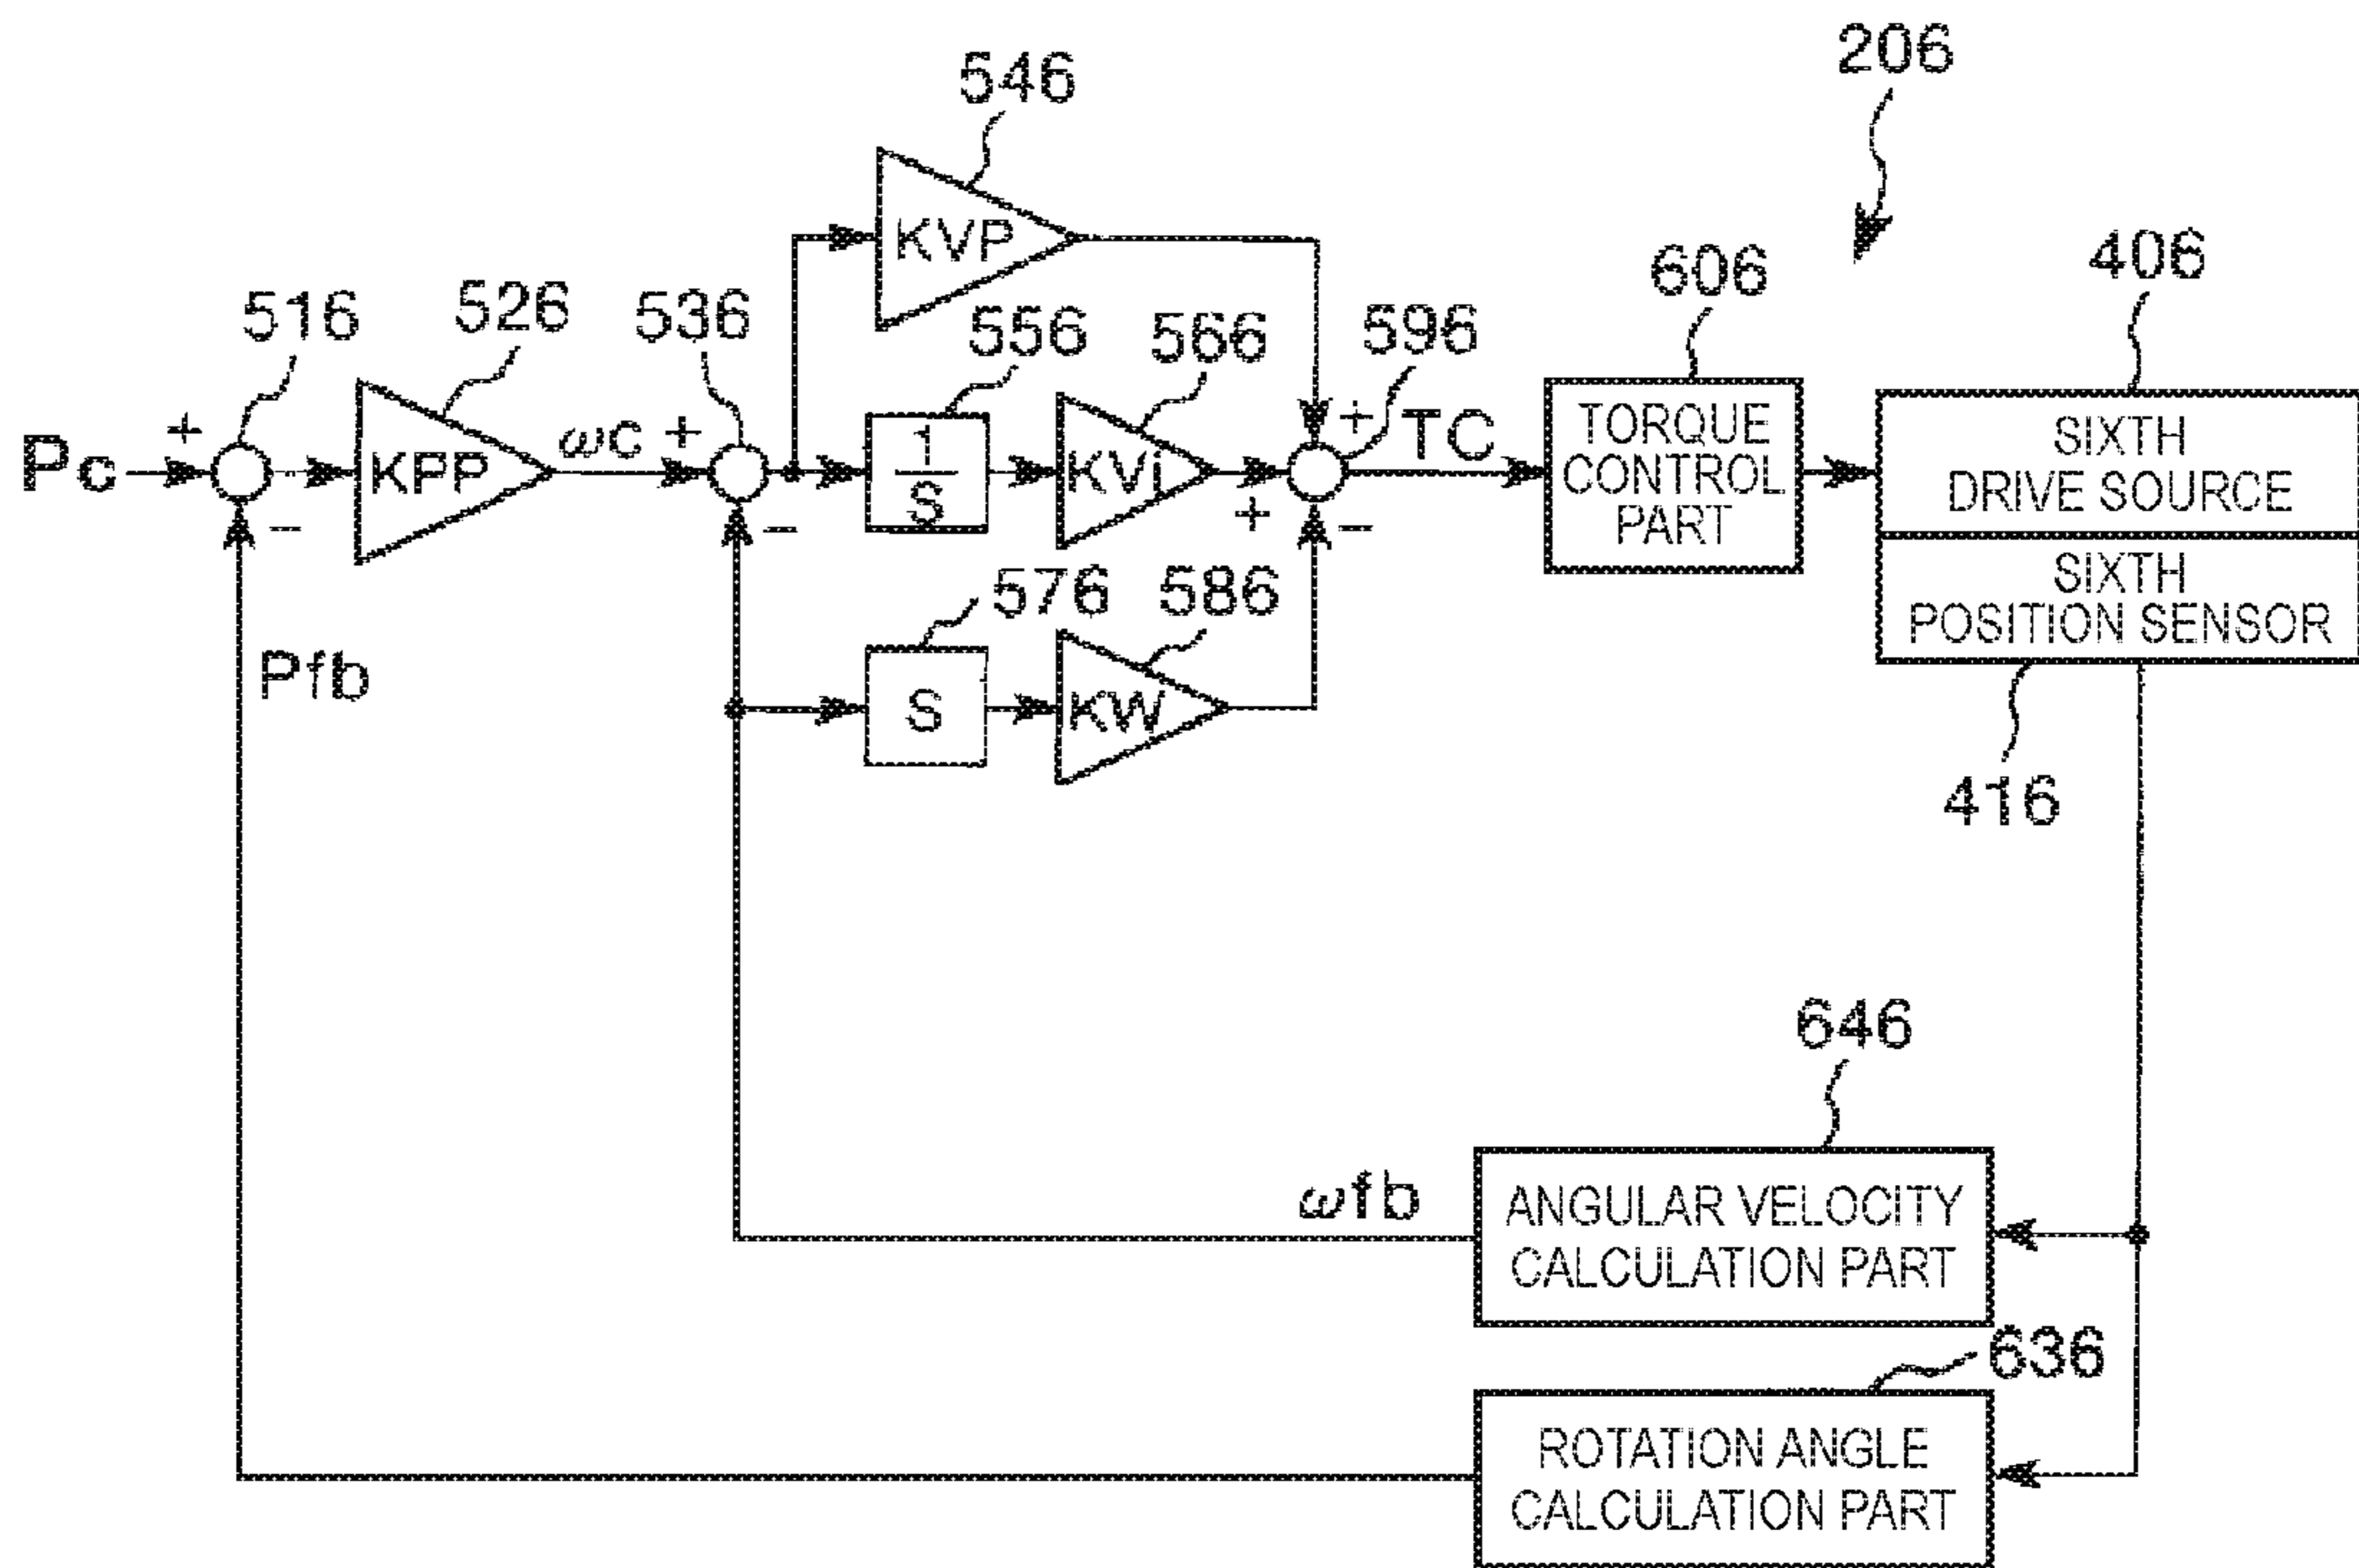 206
546
406
606
516
526
536
556
566
596
KVP
Pc
+
-
KPP
ωc
+
-
1
S
KVi
+
+
-
TC
TORQUE
CONTROL
PART
SIXTH
DRIVE SOURCE
SIXTH
POSITION SENSOR
576
586
Pfb
S
KW
416
646
ωfb
ANGULAR VELOCITY
CALCULATION PART
636
ROTATION ANGLE
CALCULATION PART